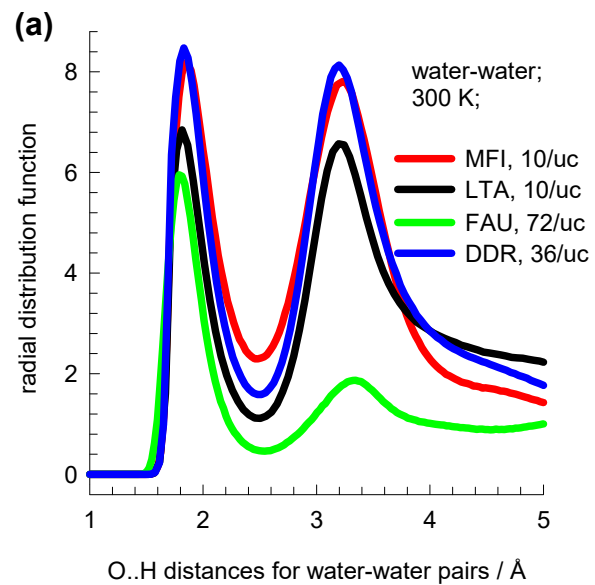 (a)
water-water;
300 K;
MFI, 10/uc
LTA, 10/uc
FAU, 72/uc
DDR, 36/uc
radial distribution function
8
6
4
2
0
1 2 3 4 5
O..H distances for water-water pairs / Å